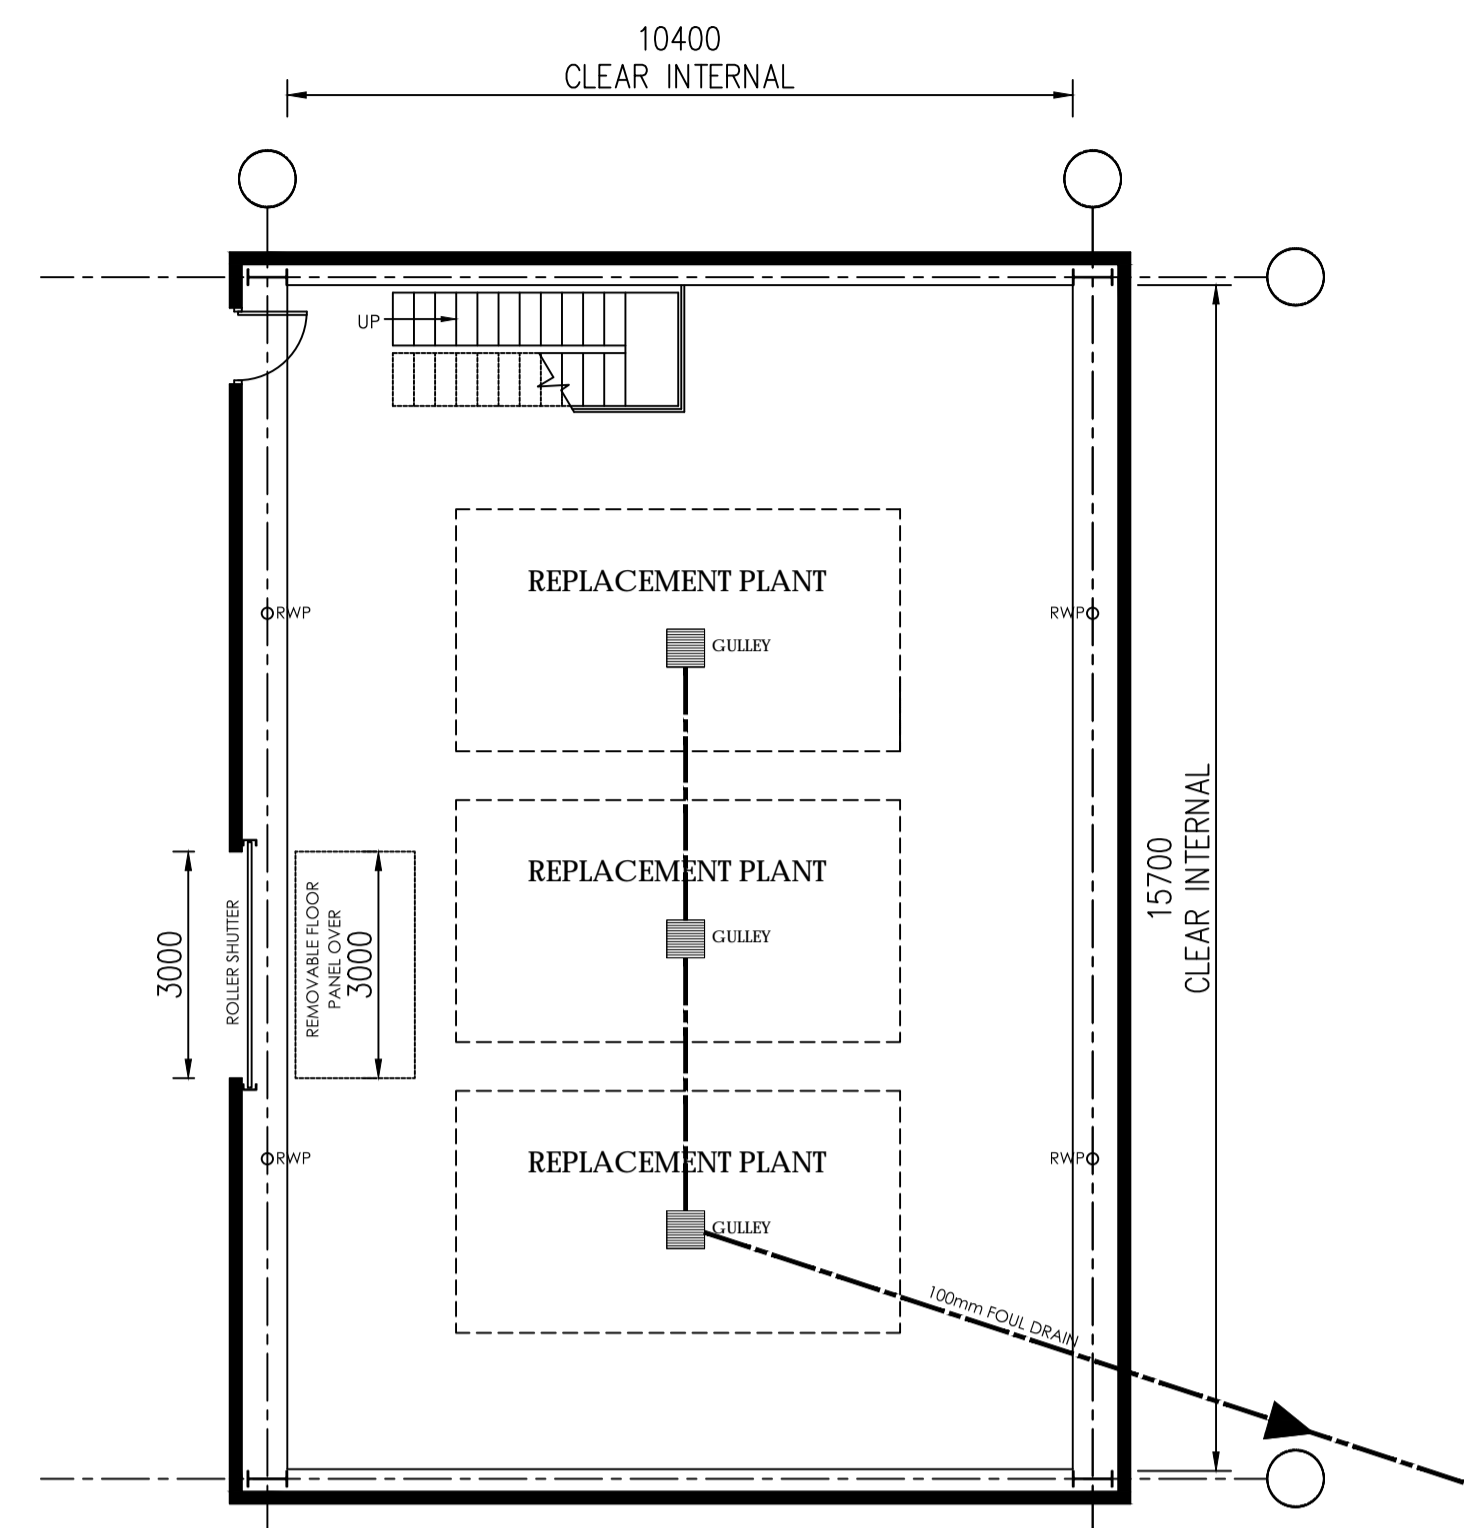 10400
CLEAR INTERNAL
UP
REPLACEMENT PLANT
RWP
RWP
GULLEY
REPLACEMENT PLANT
GULLEY
3000
ROLLER SHUTTER
REMOVABLE FLOOR
PANEL OVER
3000
15700
CLEAR INTERNAL
REPLACEMENT PLANT
RWP
RWP
GULLEY
100mm FOUL DRAIN